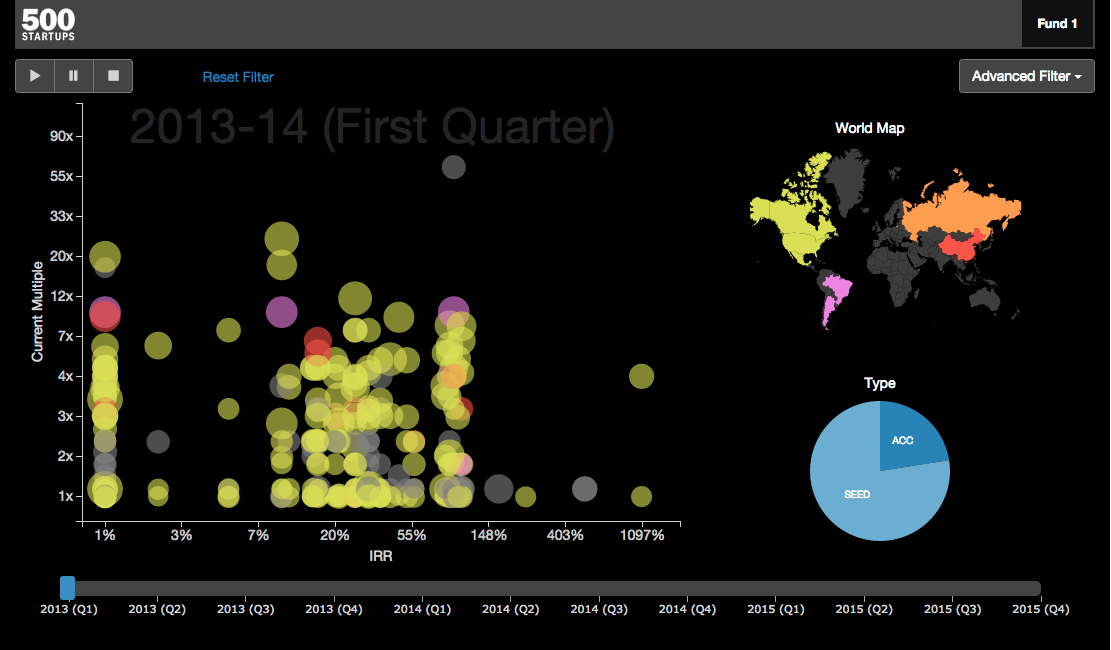 500
STARTUPS
Fund 1
Reset Filter
Advanced Filter
2013-14 (First Quarter)
World Map
90x
55x
33x
20x
12x
7x
4x
3x
2x
1x
Current Multiple
1% 3% 7% 20% 55% 148% 403% 1097%
IRR
Type
ACC
SEED
2013 (Q1) 2013 (Q2) 2013 (Q3) 2013 (Q4) 2014 (Q1) 2014 (Q2) 2014 (Q3) 2014 (Q4) 2015 (Q1) 2015 (Q2) 2015 (Q3) 2015 (Q4)